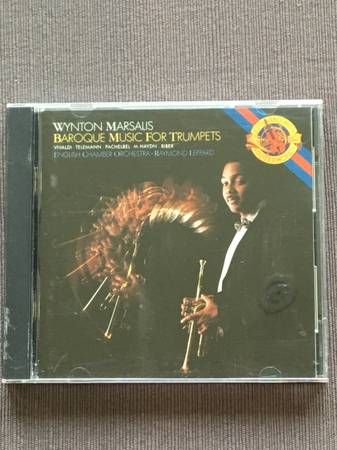 WYNTON MARSALIS
BAROQUE MUSIC FOR TRUMPETS
VIVALDI TELEMANN PACHELBEL M. HAYDN BIBER
ENGLISH CHAMBER ORCHESTRA • RAYMOND LEPPARD